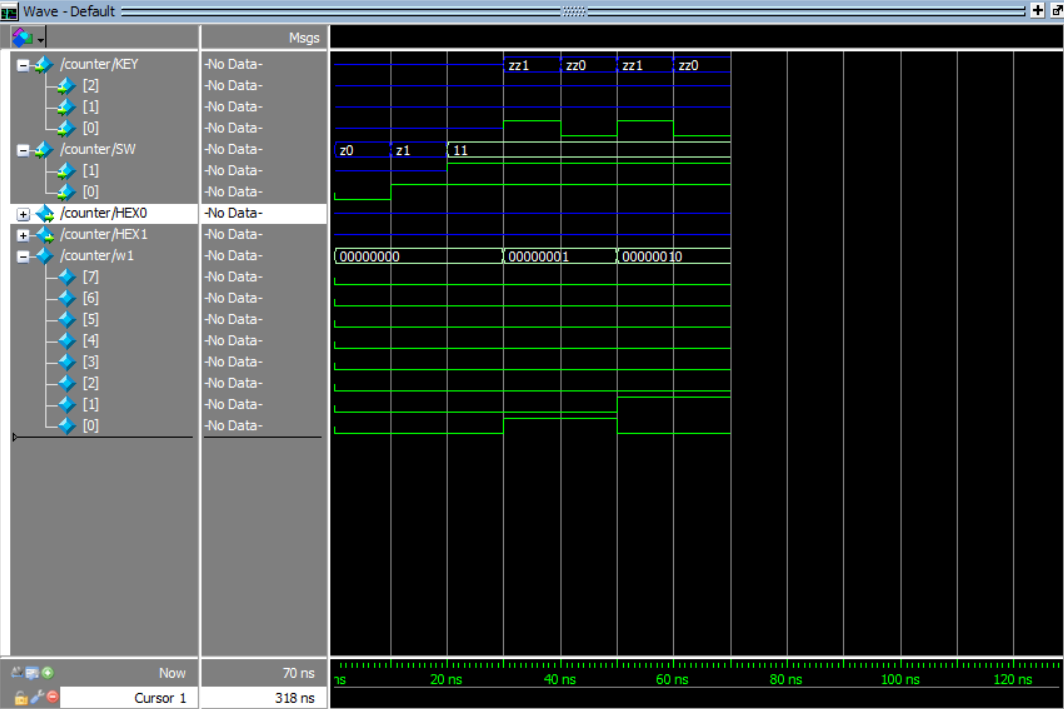 Wave - Default
Msgs
/counter/KEY -No Data- zz1 zz0 zz1 zz0
[2] -No Data-
[1] -No Data-
[0] -No Data-
/counter/SW -No Data- z0 z1 11
[1] -No Data-
[0] -No Data-
/counter/HEX0 -No Data-
/counter/HEX1 -No Data-
/counter/w1 -No Data- 00000000 00000001 00000010
[7] -No Data-
[6] -No Data-
[5] -No Data-
[4] -No Data-
[3] -No Data-
[2] -No Data-
[1] -No Data-
[0] -No Data-
Now 70 ns ns 20 ns 40 ns 60 ns 80 ns 100 ns 120 ns
Cursor 1 318 ns